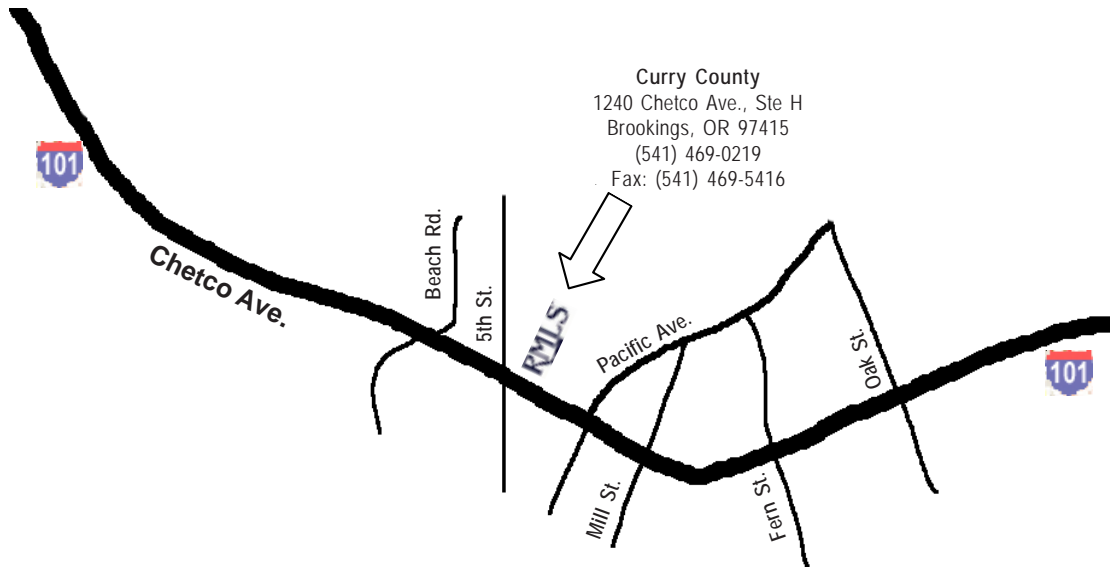 Curry County
1240 Chetco Ave., Ste H
Brookings, OR 97415
(541) 469-0219
Fax: (541) 469-5416
101
Chetco Ave.
Beach Rd.
5th St.
RMLS
Pacific Ave.
Mill St.
Fern St.
Oak St.
101